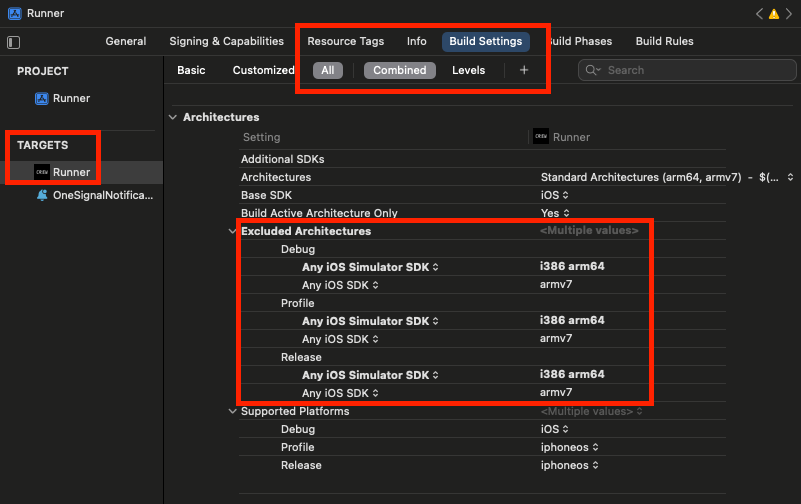 Runner
General Signing & Capabilities Resource Tags Info Build Settings Build Phases Build Rules
PROJECT
Runner
TARGETS
CREW Runner
OneSignalNotifica...
Basic Customized All Combined Levels + Search
Architectures
Setting CREW Runner
Additional SDKs
Architectures Standard Architectures (arm64, armv7) - $(...
Base SDK iOS
Build Active Architecture Only Yes
Excluded Architectures <Multiple values>
Debug
Any iOS Simulator SDK i386 arm64
Any iOS SDK armv7
Profile
Any iOS Simulator SDK i386 arm64
Any iOS SDK armv7
Release
Any iOS Simulator SDK i386 arm64
Any iOS SDK armv7
Supported Platforms <Multiple values>
Debug iOS
Profile iphoneos
Release iphoneos